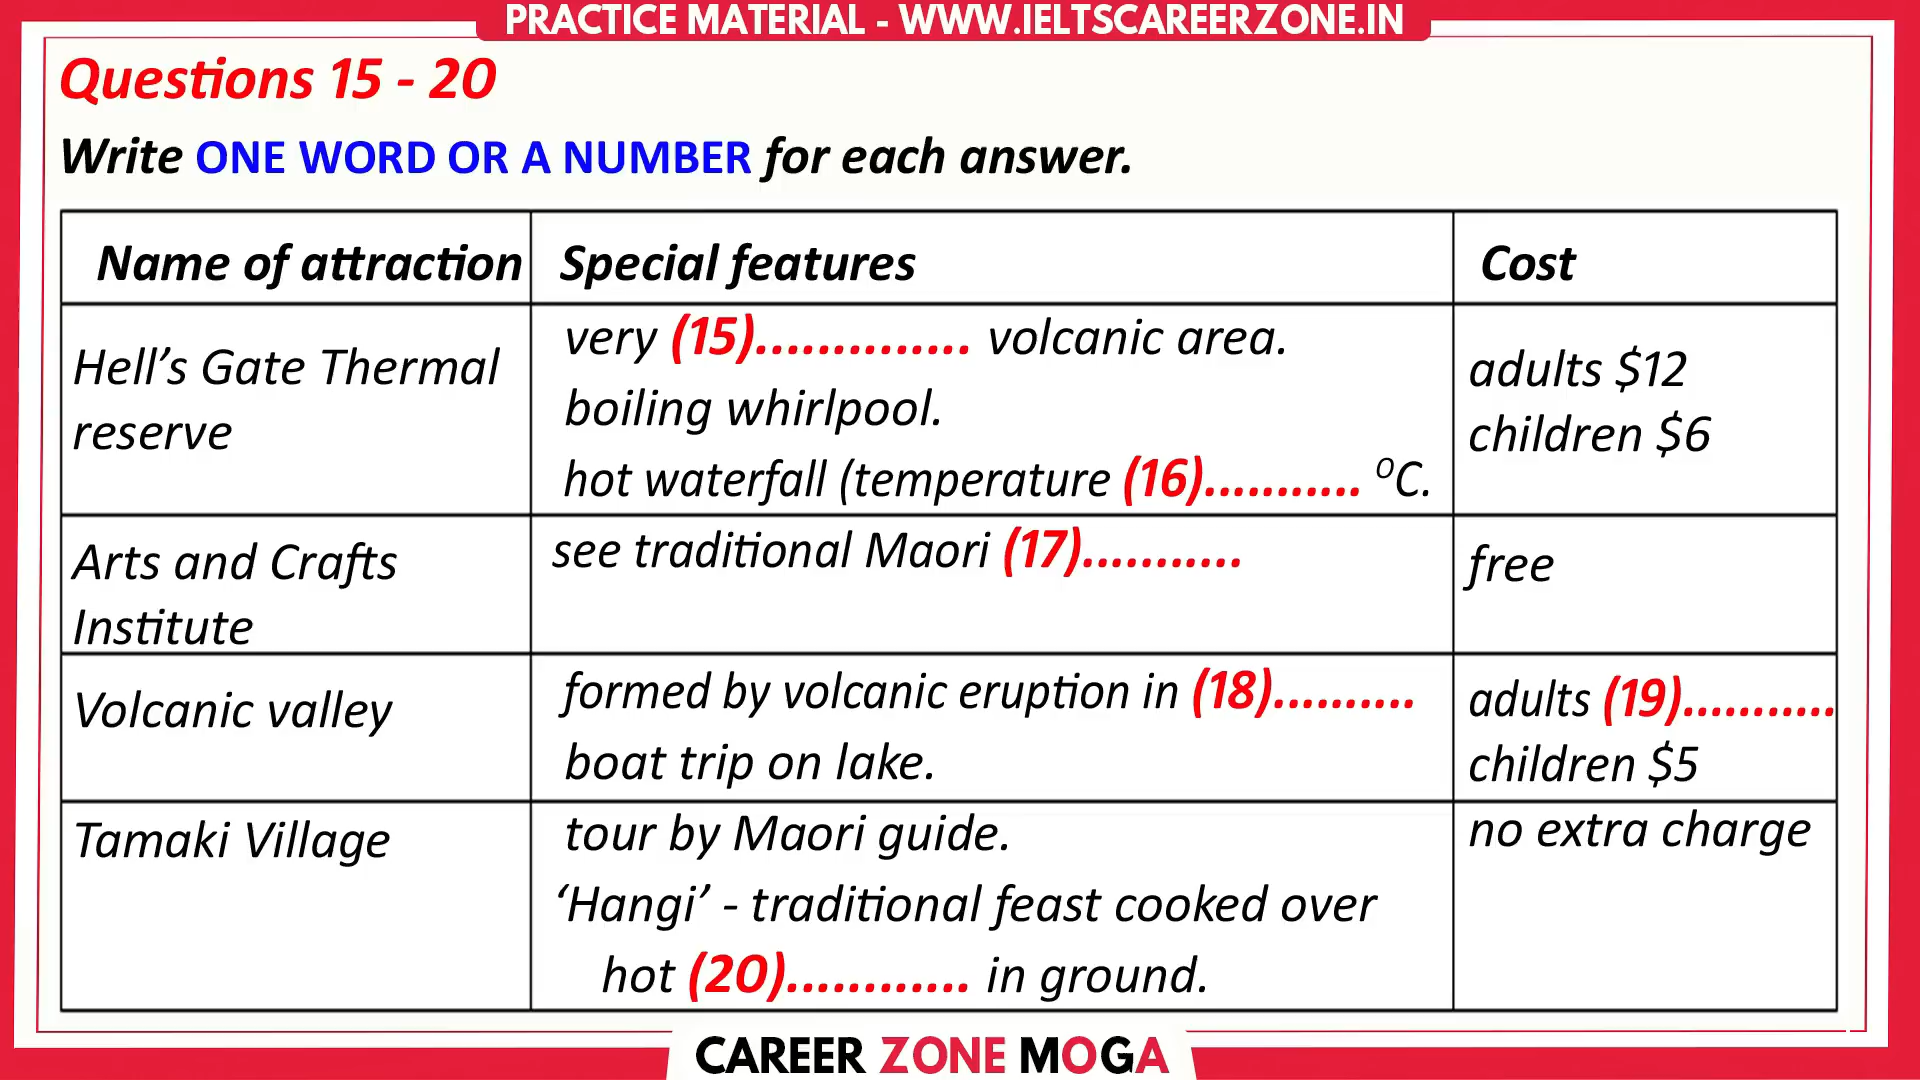 PRACTICE MATERIAL - WWW.IELTSCAREERZONE.IN
Questions 15 - 20
Write ONE WORD OR A NUMBER for each answer.
Name of attraction
Special features
Cost
Hell's Gate Thermal
reserve
very (15).............. volcanic area.
boiling whirlpool.
hot waterfall (temperature (16)........... ⁰C.
adults $12
children $6
Arts and Crafts
Institute
see traditional Maori (17)...........
free
Volcanic valley
formed by volcanic eruption in (18)..........
boat trip on lake.
adults (19)...........
children $5
Tamaki Village
tour by Maori guide.
‘Hangi’ - traditional feast cooked over
hot (20)............ in ground.
no extra charge
CAREER ZONE MOGA